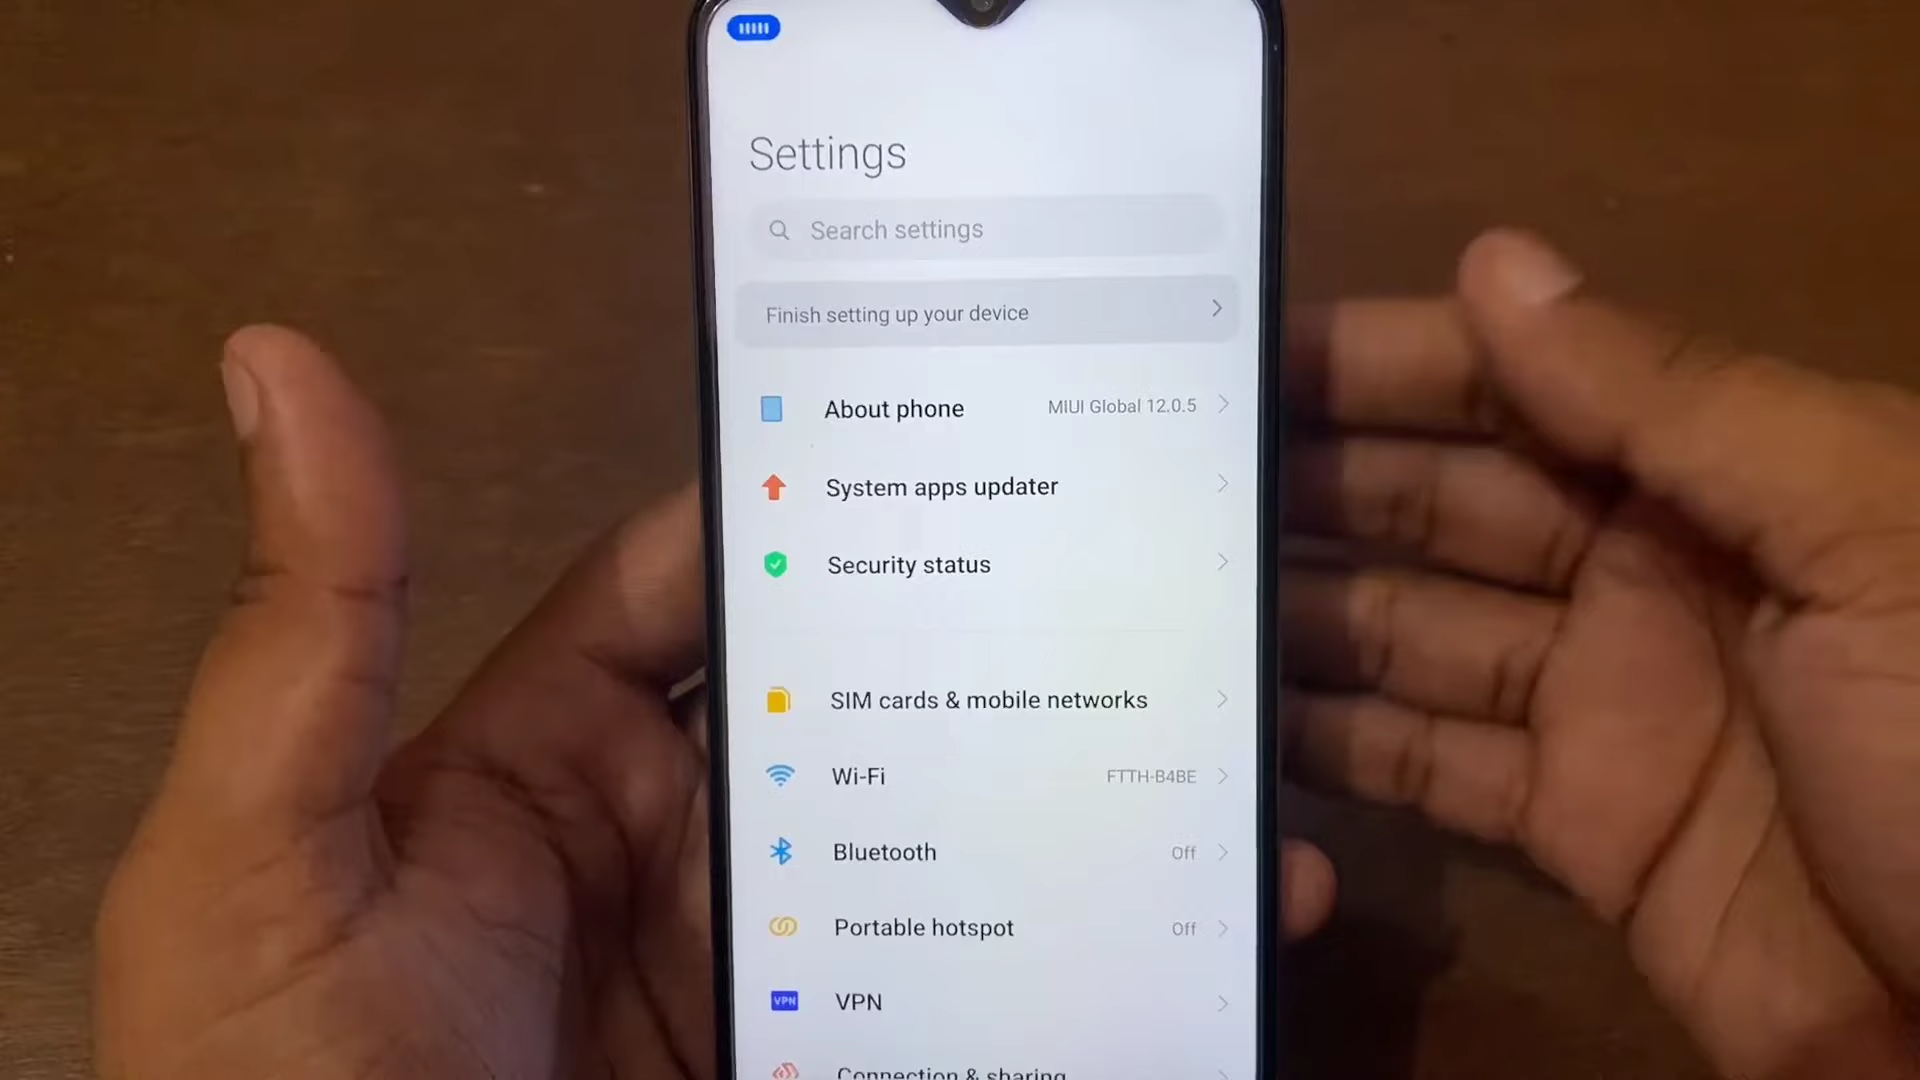 Settings
Search settings
Finish setting up your device
About phone MIUI Global 12.0.5
System apps updater
Security status
SIM cards & mobile networks
Wi-Fi FTTH-B4BE
Bluetooth Off
Portable hotspot Off
VPN VPN
Connection & sharing